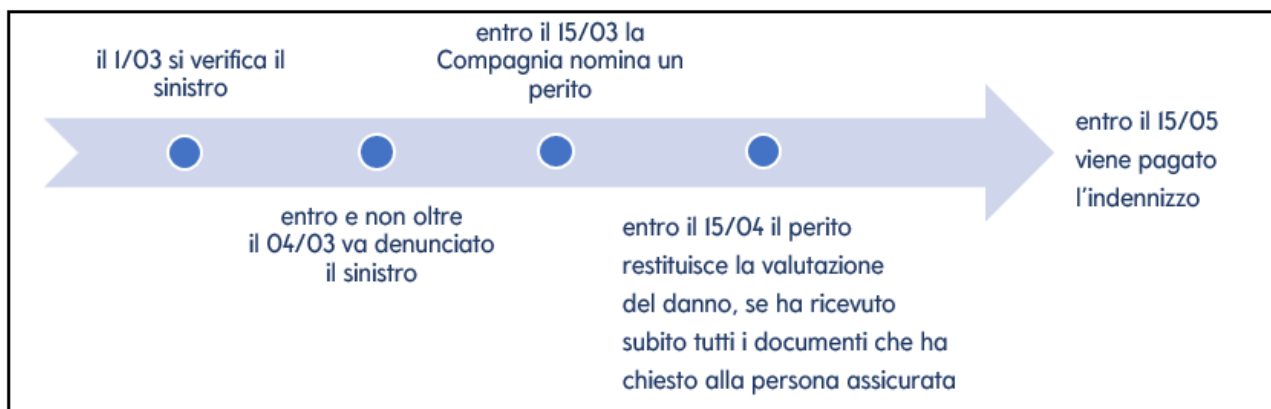 il 1/03 si verifica il
sinistro
entro e non oltre
il 04/03 va denunciato
il sinistro
entro il 15/03 la
Compagnia nomina un
perito
entro il 15/04 il perito
restituisce la valutazione
del danno, se ha ricevuto
subito tutti i documenti che ha
chiesto alla persona assicurata
entro il 15/05
viene pagato
l'indennizzo